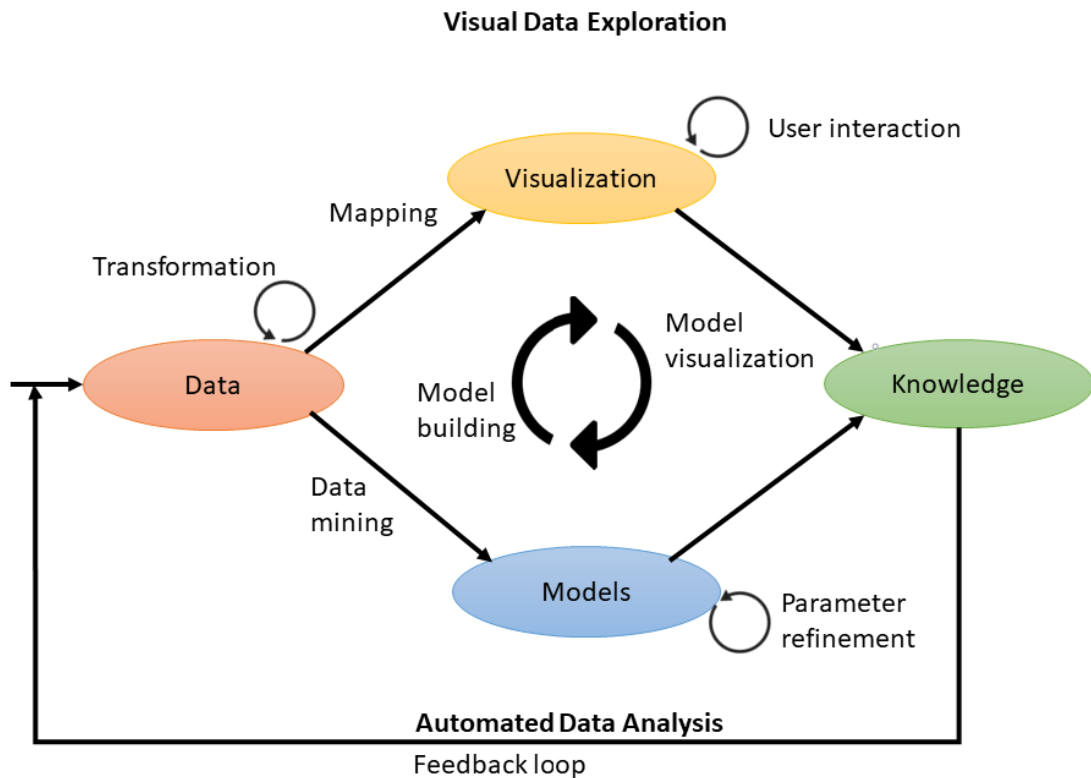 Visual Data Exploration
User interaction
Visualization
Mapping
Transformation
Model
visualization
Data
Knowledge
Model
building
Data
mining
Models
Parameter
refinement
Automated Data Analysis
Feedback loop